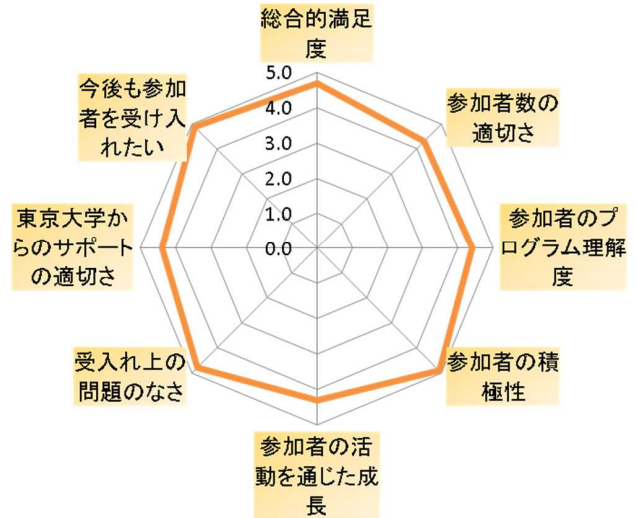 総合的満足
度
参加者数の
適切さ
参加者のプ
ログラム理解
度
参加者の積
極性
参加者の活
動を通じた成
長
受入れ上の
問題のなさ
東京大学か
らのサポート
の適切さ
今後も参加
者を受け入
れたい
5.0
4.0
3.0
2.0
1.0
0.0